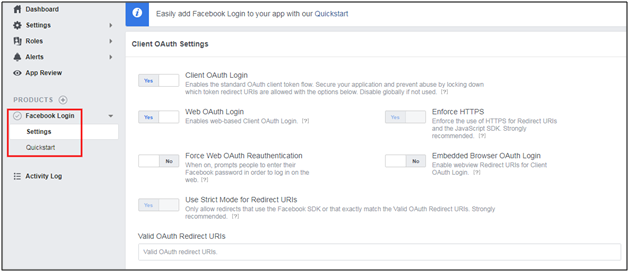 Dashboard
Settings
Roles
Alerts
App Review
PRODUCTS
Facebook Login
Settings
Quickstart
Activity Log
Easily add Facebook Login to your app with our Quickstart
Client OAuth Settings
Yes
Client OAuth Login
Enables the standard OAuth client token flow. Secure your application and prevent abuse by locking down
which token redirect URIs are allowed with the options below. Disable globally if not used. [?]
Yes
Web OAuth Login
Enables web-based Client OAuth Login. [?]
Yes
Enforce HTTPS
Enforce the use of HTTPS for Redirect URIs
and the JavaScript SDK. Strongly
recommended. [?]
No
Force Web OAuth Reauthentication
When on, prompts people to enter their
Facebook password in order to log in on the
web. [?]
No
Embedded Browser OAuth Login
Enable webview Redirect URIs for Client
OAuth Login. [?]
Yes
Use Strict Mode for Redirect URIs
Only allow redirects that use the Facebook SDK or that exactly match the Valid OAuth Redirect URIs. Strongly
recommended. [?]
Valid OAuth Redirect URIs
Valid OAuth redirect URIs.